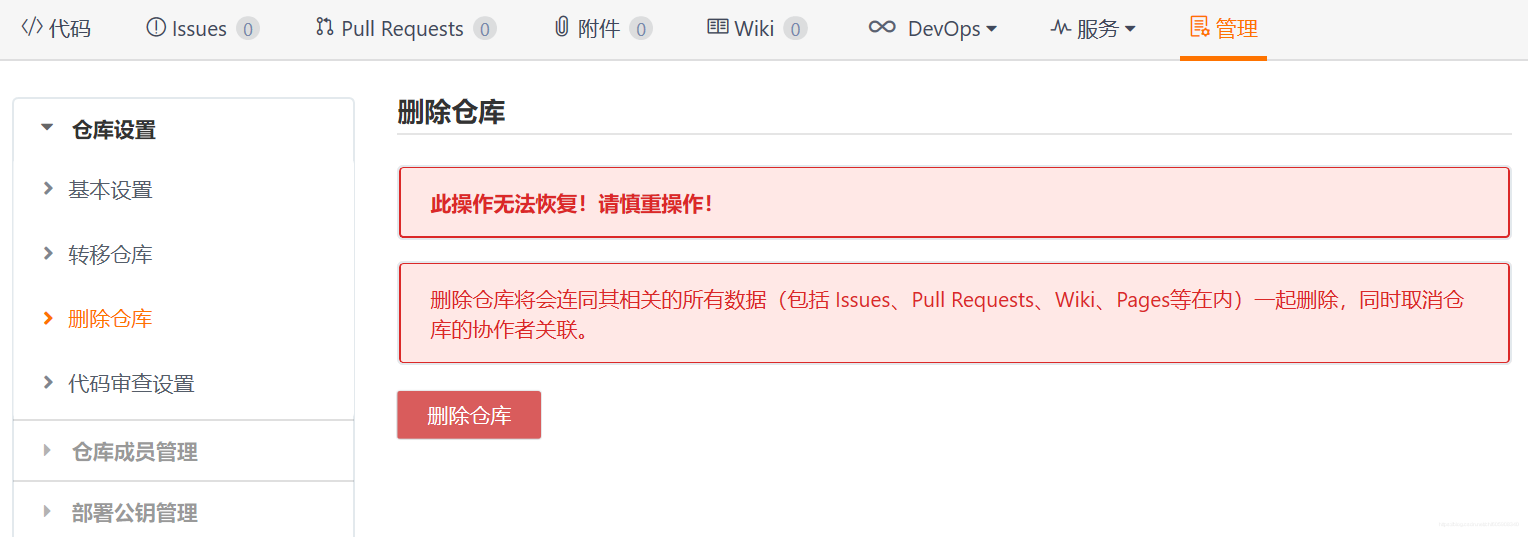 代码 Issues 0 Pull Requests 0 附件 0 Wiki 0 DevOps 服务 管理
仓库设置
基本设置
转移仓库
删除仓库
代码审查设置
仓库成员管理
部署公钥管理
删除仓库
此操作无法恢复！请慎重操作！
删除仓库将会连同其相关的所有数据（包括 Issues、Pull Requests、Wiki、Pages等在内）一起删除，同时取消仓
库的协作者关联。
删除仓库